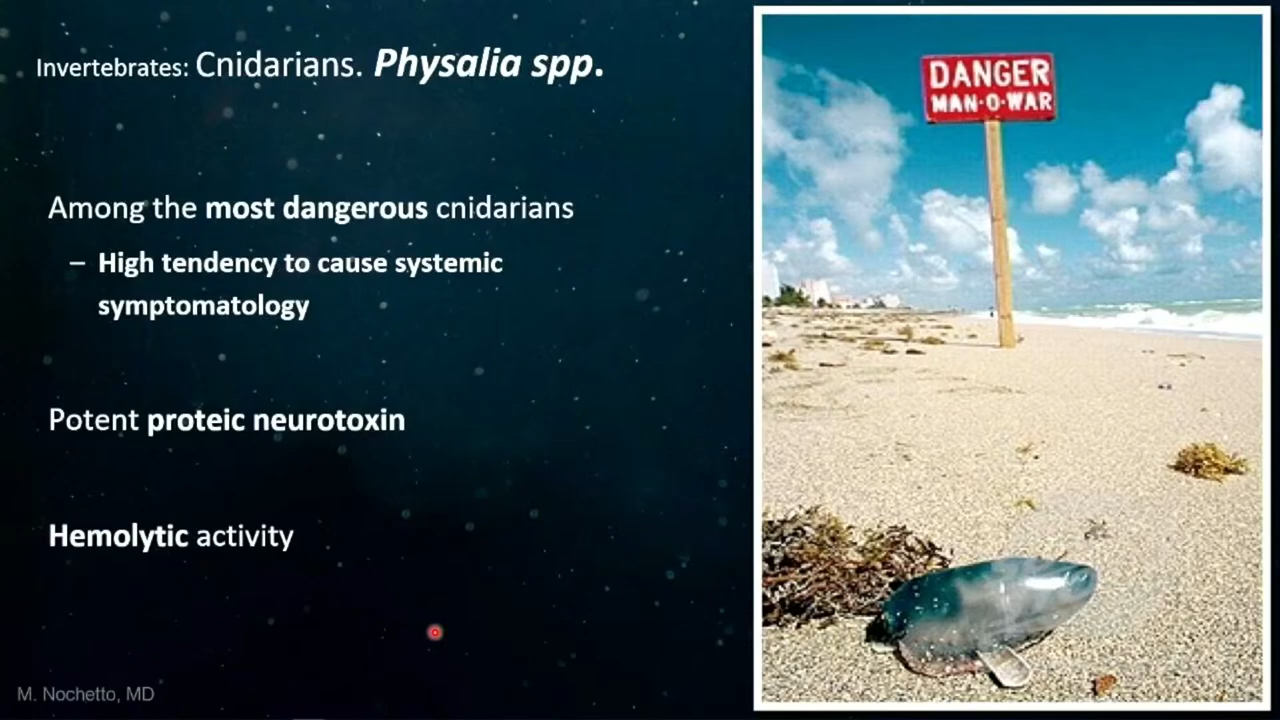 Invertebrates: Cnidarians. Physalia spp.
Among the most dangerous cnidarians
– High tendency to cause systemic
symptomatology
Potent proteic neurotoxin
Hemolytic activity
M. Nochetto, MD
DANGER
MAN-O-WAR